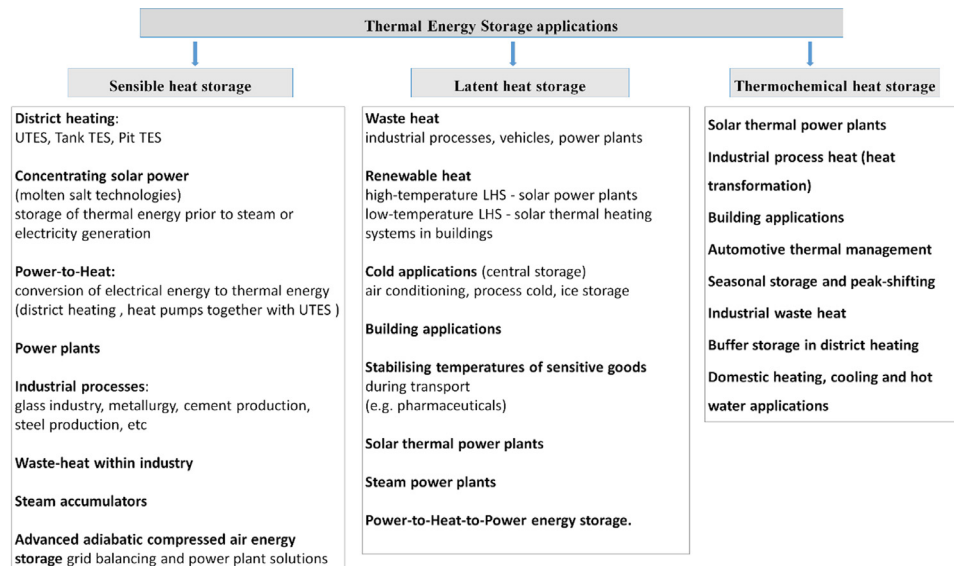 Thermal Energy Storage applications
Sensible heat storage
District heating:
UTES, Tank TES, Pit TES
Concentrating solar power
(molten salt technologies)
storage of thermal energy prior to steam or
electricity generation
Power-to-Heat:
conversion of electrical energy to thermal energy
(district heating , heat pumps together with UTES )
Power plants
Industrial processes:
glass industry, metallurgy, cement production,
steel production, etc
Waste-heat within industry
Steam accumulators
Advanced adiabatic compressed air energy
storage grid balancing and power plant solutions
Latent heat storage
Waste heat
industrial processes, vehicles, power plants
Renewable heat
high-temperature LHS - solar power plants
low-temperature LHS - solar thermal heating
systems in buildings
Cold applications (central storage)
air conditioning, process cold, ice storage
Building applications
Stabilising temperatures of sensitive goods
during transport
(e.g. pharmaceuticals)
Solar thermal power plants
Steam power plants
Power-to-Heat-to-Power energy storage.
Thermochemical heat storage
Solar thermal power plants
Industrial process heat (heat
transformation)
Building applications
Automotive thermal management
Seasonal storage and peak-shifting
Industrial waste heat
Buffer storage in district heating
Domestic heating, cooling and hot
water applications